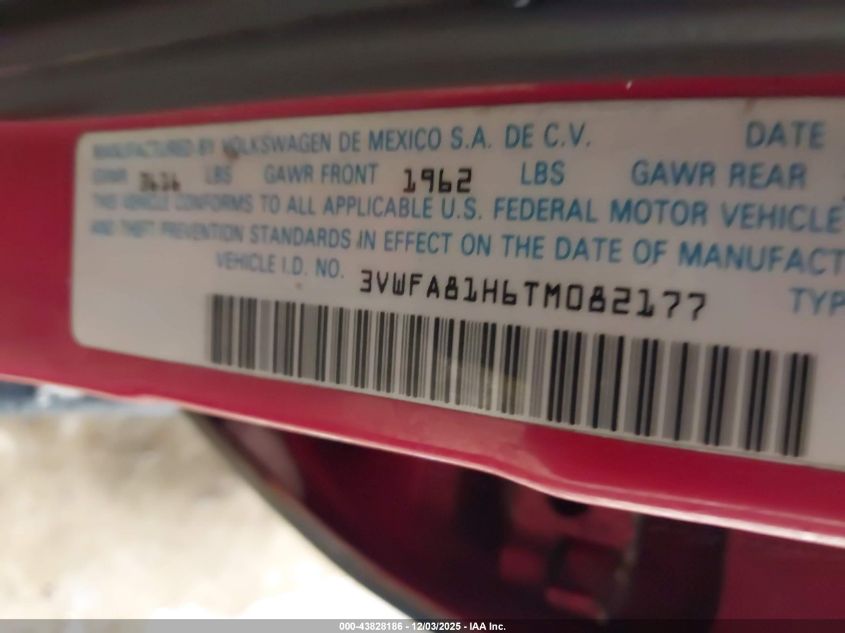 MANUFACTURED BY VOLKSWAGEN DE MEXICO S.A. DE C.V. DATE
GVWR 3636 LBS GAWR FRONT 1962 LBS GAWR REAR
THIS VEHICLE CONFORMS TO ALL APPLICABLE U.S. FEDERAL MOTOR VEHICLE
AND THEFT PREVENTION STANDARDS IN EFFECT ON THE DATE OF MANUFACT
VEHICLE I.D. NO. 3VWFA81H6TM082177 TYP
000-43828186 - 12/03/2025 - IAA Inc.